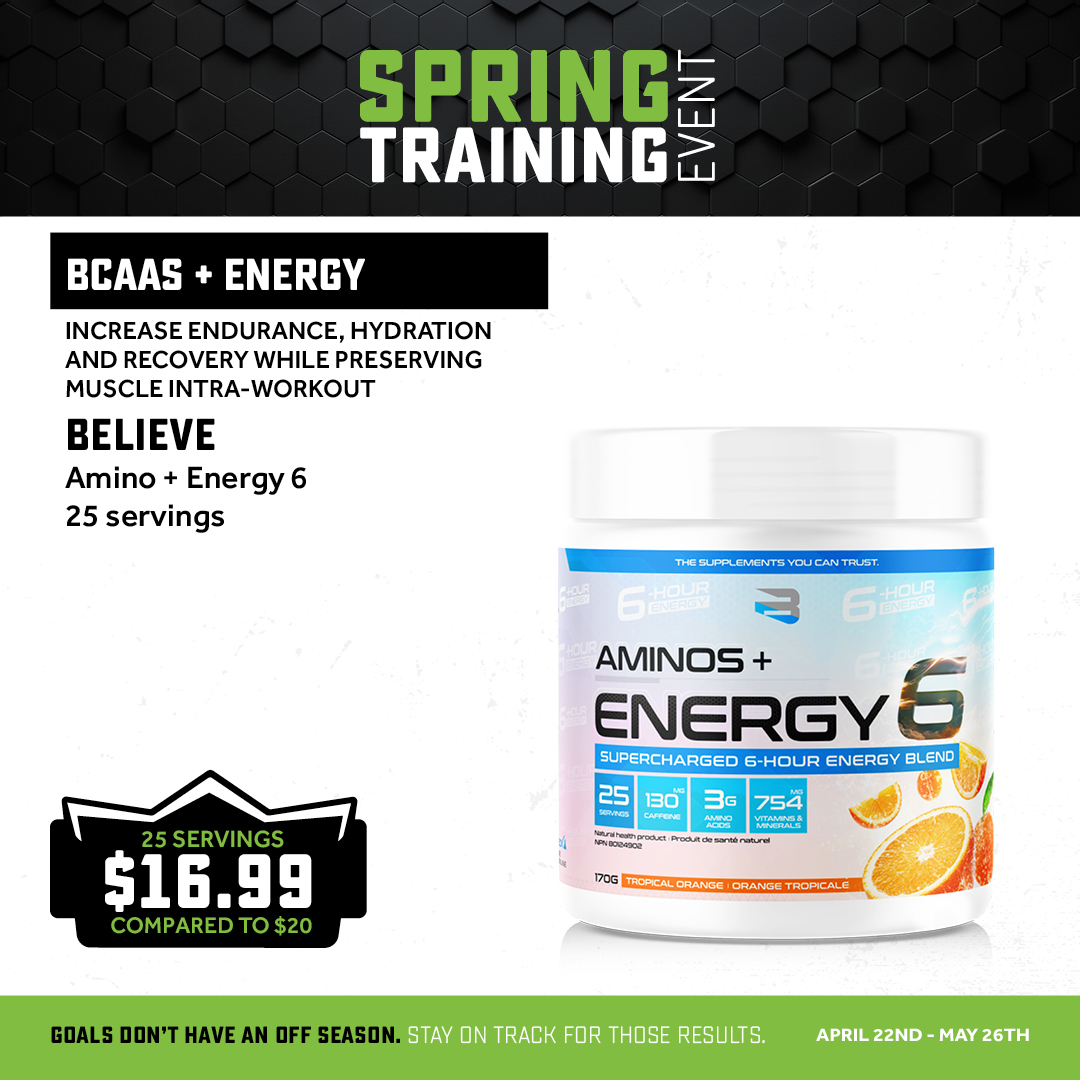 SPRING
TRAINING
EVENT
BCAAS + ENERGY
INCREASE ENDURANCE, HYDRATION
AND RECOVERY WHILE PRESERVING
MUSCLE INTRA-WORKOUT
BELIEVE
Amino + Energy 6
25 servings
THE SUPPLEMENTS YOU CAN TRUST.
6-HOUR
ENERGY
6-HOUR
ENERGY
AMINOS +
ENERGY 6
SUPERCHARGED 6-HOUR ENERGY BLEND
25 SERVINGS
130 MG CAFFEINE
3G AMINO ACIDS
754 MG VITAMINS & MINERALS
Natural health product | Produit de santé naturel
NPN 80124902
170G TROPICAL ORANGE | ORANGE TROPICALE
25 SERVINGS
$16.99
COMPARED TO $20
GOALS DON'T HAVE AN OFF SEASON. STAY ON TRACK FOR THOSE RESULTS.
APRIL 22ND - MAY 26TH